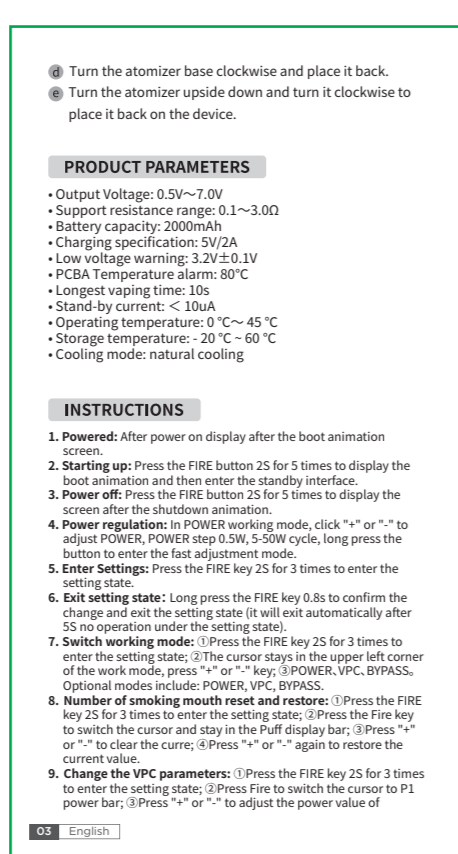 d Turn the atomizer base clockwise and place it back.
e Turn the atomizer upside down and turn it clockwise to
place it back on the device.
PRODUCT PARAMETERS
• Output Voltage: 0.5V～7.0V
• Support resistance range: 0.1～3.0Ω
• Battery capacity: 2000mAh
• Charging specification: 5V/2A
• Low voltage warning: 3.2V±0.1V
• PCBA Temperature alarm: 80°C
• Longest vaping time: 10s
• Stand-by current: ＜ 10uA
• Operating temperature: 0 °C～ 45 °C
• Storage temperature: - 20 °C ~ 60 °C
• Cooling mode: natural cooling
INSTRUCTIONS
1. Powered: After power on display after the boot animation
screen.
2. Starting up: Press the FIRE button 2S for 5 times to display the
boot animation and then enter the standby interface.
3. Power off: Press the FIRE button 2S for 5 times to display the
screen after the shutdown animation.
4. Power regulation: In POWER working mode, click "+" or "-" to
adjust POWER, POWER step 0.5W, 5-50W cycle, long press the
button to enter the fast adjustment mode.
5. Enter Settings: Press the FIRE key 2S for 3 times to enter the
setting state.
6. Exit setting state： Long press the FIRE key 0.8s to confirm the
change and exit the setting state (it will exit automatically after
5S no operation under the setting state).
7. Switch working mode: ①Press the FIRE key 2S for 3 times to
enter the setting state; ②The cursor stays in the upper left corner
of the work mode, press "+" or "-" key; ③POWER、VPC、BYPASS。
Optional modes include: POWER, VPC, BYPASS.
8. Number of smoking mouth reset and restore: ①Press the FIRE
key 2S for 3 times to enter the setting state; ②Press the Fire key
to switch the cursor and stay in the Puff display bar; ③Press "+"
or "-" to clear the curre; ④Press "+" or "-" again to restore the
current value.
9. Change the VPC parameters: ①Press the FIRE key 2S for 3 times
to enter the setting state; ②Press Fire to switch the cursor to P1
power bar; ③Press "+" or "-" to adjust the power value of
03 English